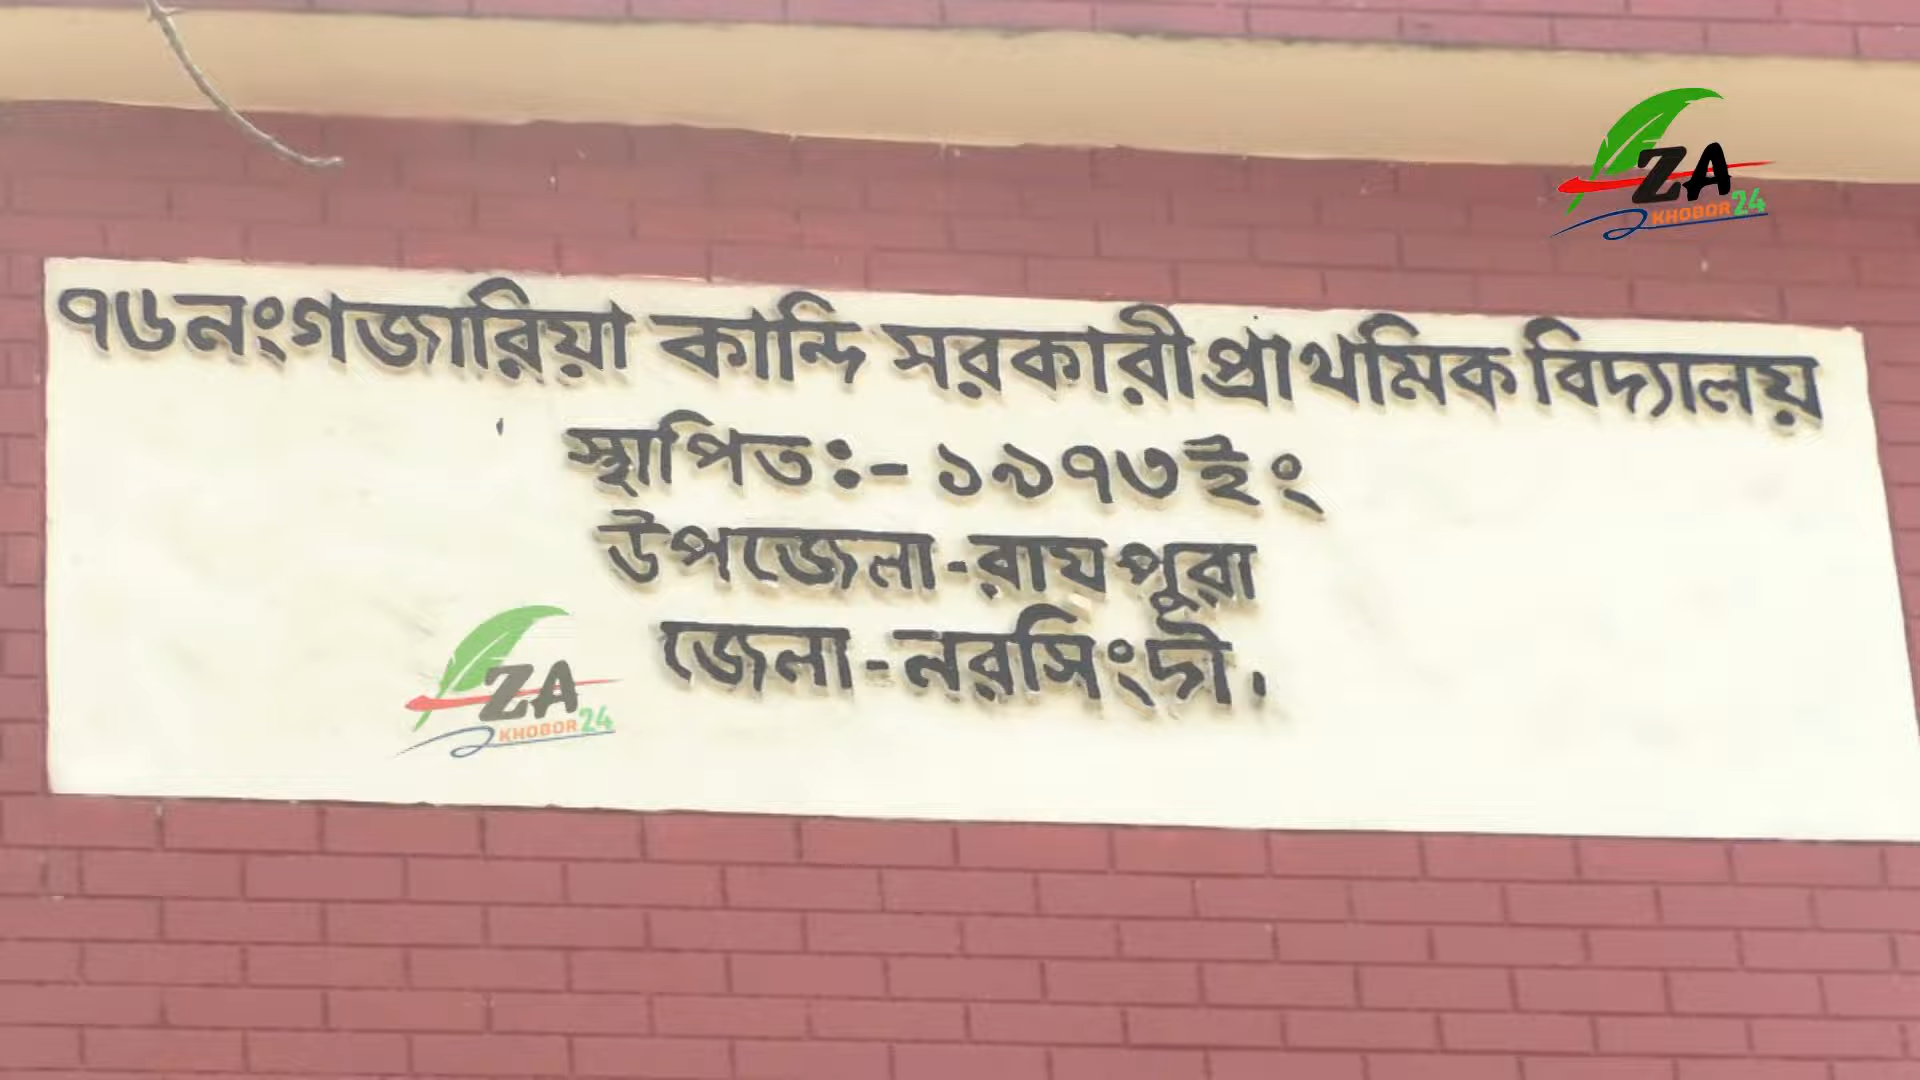 ZA
KHOBOR24
৭৬নংগজারিয়া কান্দি সরকারী প্রাথমিক বিদ্যালয়
স্থাপিত:- ১৯৭৩ইং
উপজেলা-রায়পুরা
জেলা-নরসিংদী.
ZA
KHOBOR24